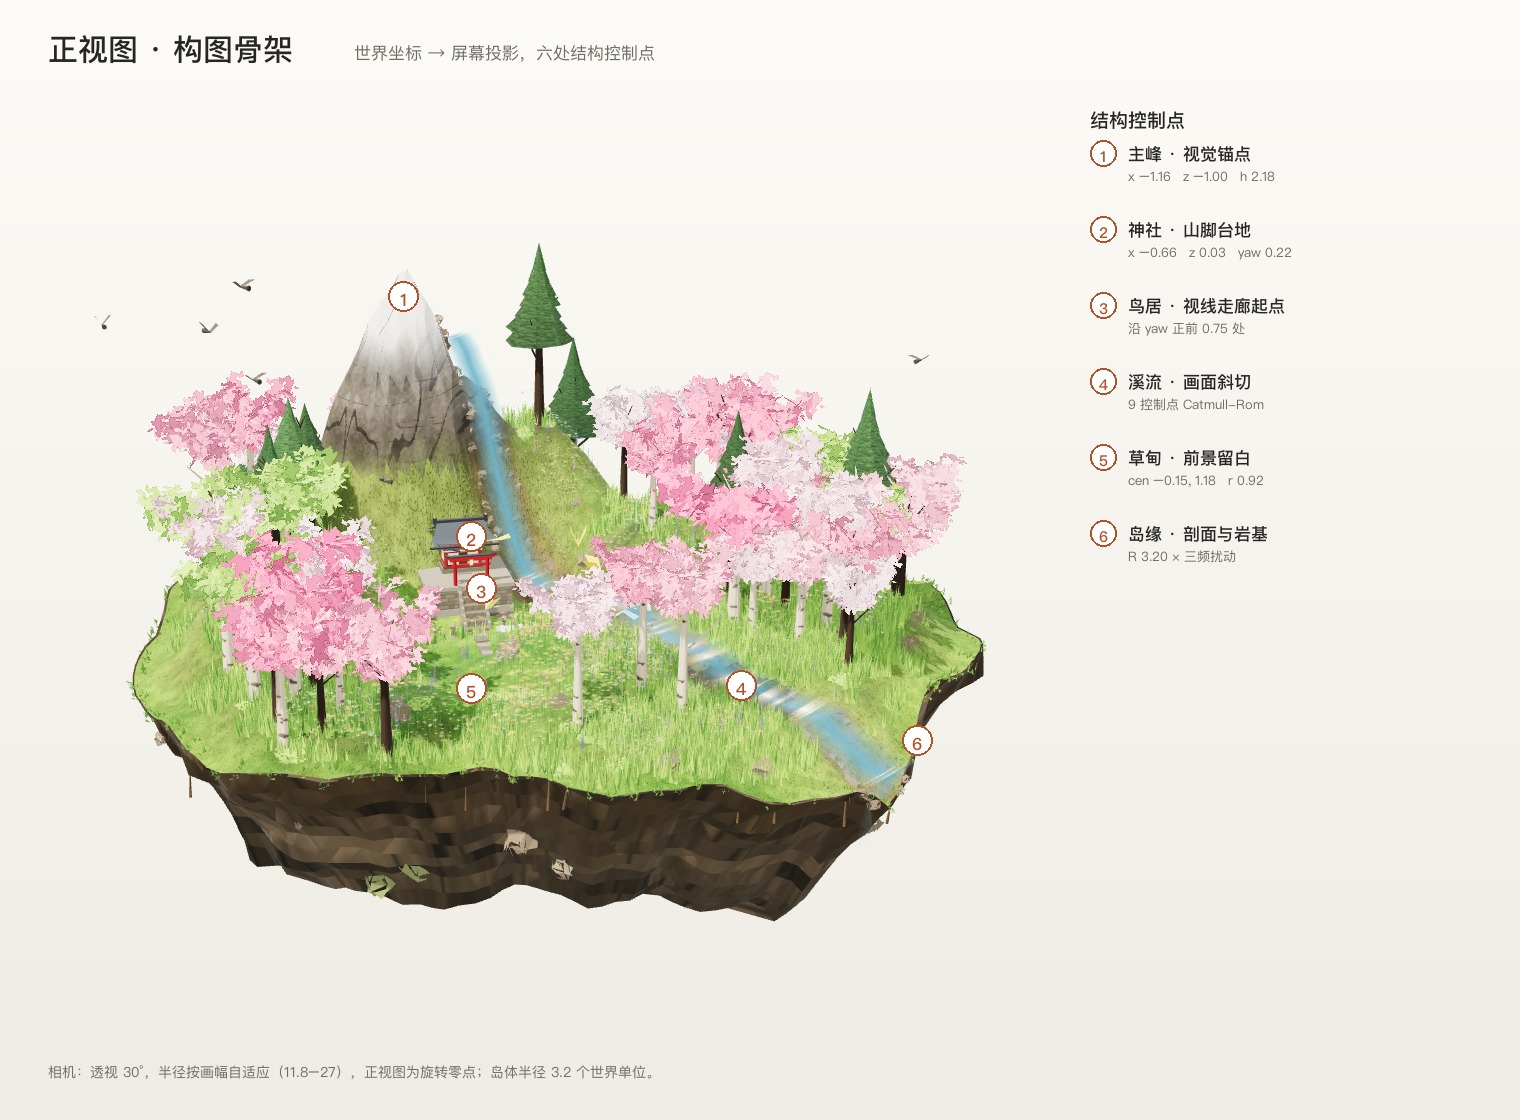 正视图 · 构图骨架
世界坐标 → 屏幕投影，六处结构控制点
结构控制点
1 主峰 · 视觉锚点
x −1.16 z −1.00 h 2.18
2 神社 · 山脚台地
x −0.66 z 0.03 yaw 0.22
3 鸟居 · 视线走廊起点
沿 yaw 正前 0.75 处
4 溪流 · 画面斜切
9 控制点 Catmull–Rom
5 草甸 · 前景留白
cen −0.15, 1.18 r 0.92
6 岛缘 · 剖面与岩基
R 3.20 × 三频扰动
1
2
3
4
5
6
相机：透视 30°，半径按画幅自适应（11.8—27），正视图为旋转零点；岛体半径 3.2 个世界单位。